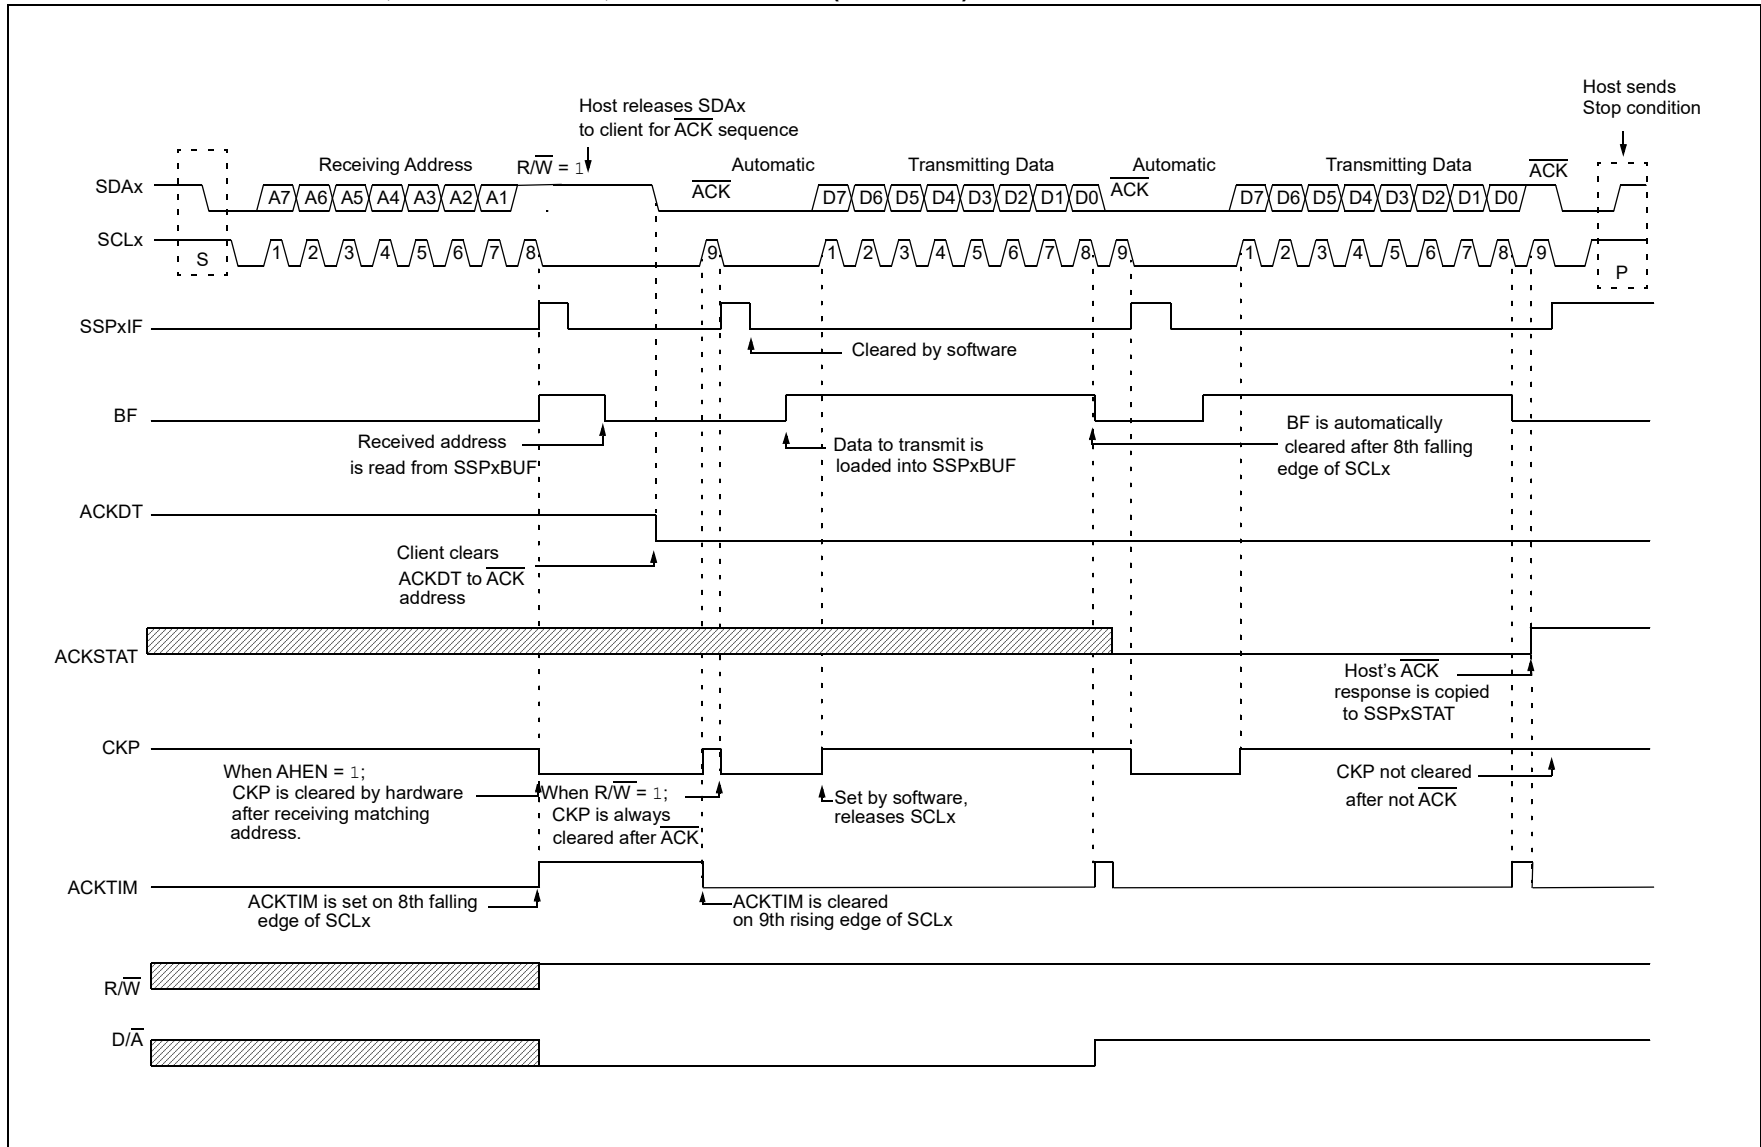 Host sends
Stop condition
Host releases SDAx
to client for ACK sequence
Receiving Address R/W = 1 Automatic Transmitting Data Automatic Transmitting Data ACK
SDAx A7 A6 A5 A4 A3 A2 A1 ACK D7 D6 D5 D4 D3 D2 D1 D0 ACK D7 D6 D5 D4 D3 D2 D1 D0
SCLx S 1 2 3 4 5 6 7 8 9 1 2 3 4 5 6 7 8 9 1 2 3 4 5 6 7 8 9 P
SSPxIF
Cleared by software
BF
Received address
is read from SSPxBUF
Data to transmit is
loaded into SSPxBUF
BF is automatically
cleared after 8th falling
edge of SCLx
ACKDT
Client clears
ACKDT to ACK
address
ACKSTAT
Host's ACK
response is copied
to SSPxSTAT
CKP
When AHEN = 1;
CKP is cleared by hardware
after receiving matching
address.
When R/W = 1;
CKP is always
cleared after ACK
Set by software,
releases SCLx
CKP not cleared
after not ACK
ACKTIM
ACKTIM is set on 8th falling
edge of SCLx
ACKTIM is cleared
on 9th rising edge of SCLx
R/W
D/A